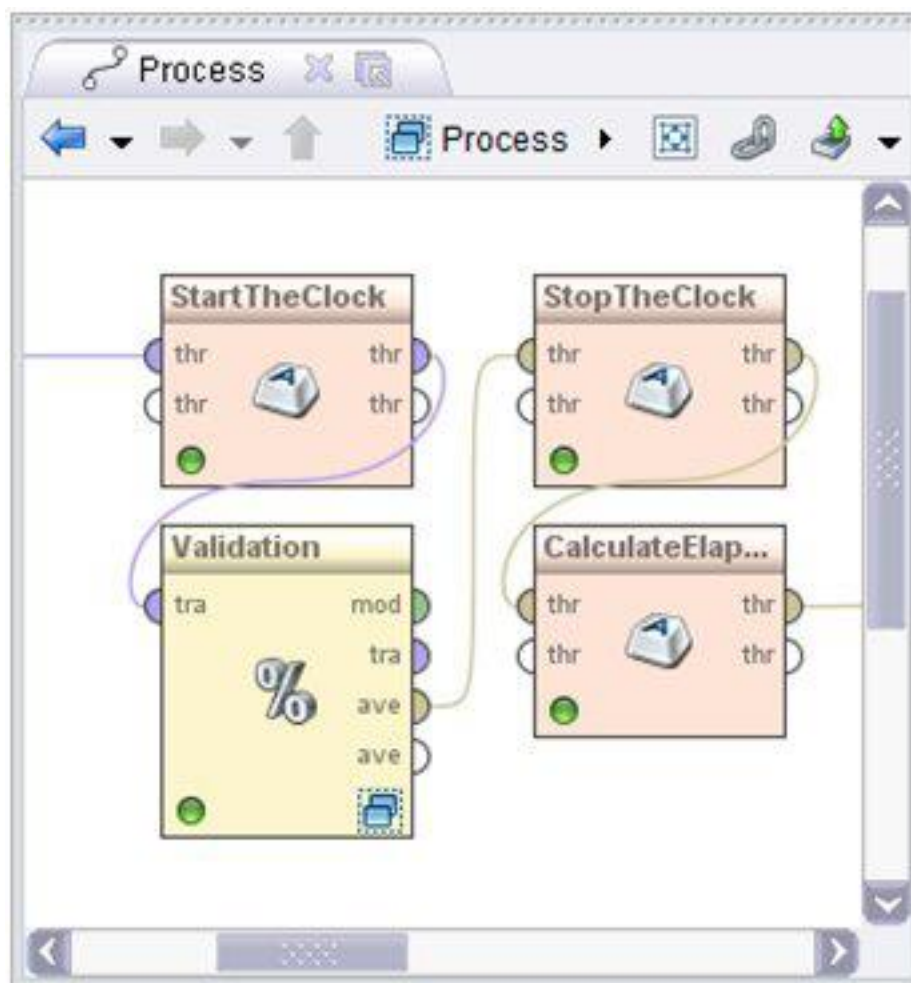 Process
Process
StartTheClock
thr thr
thr thr
StopTheClock
thr thr
thr thr
Validation
tra mod
tra
ave
ave
CalculateElap...
thr thr
thr thr